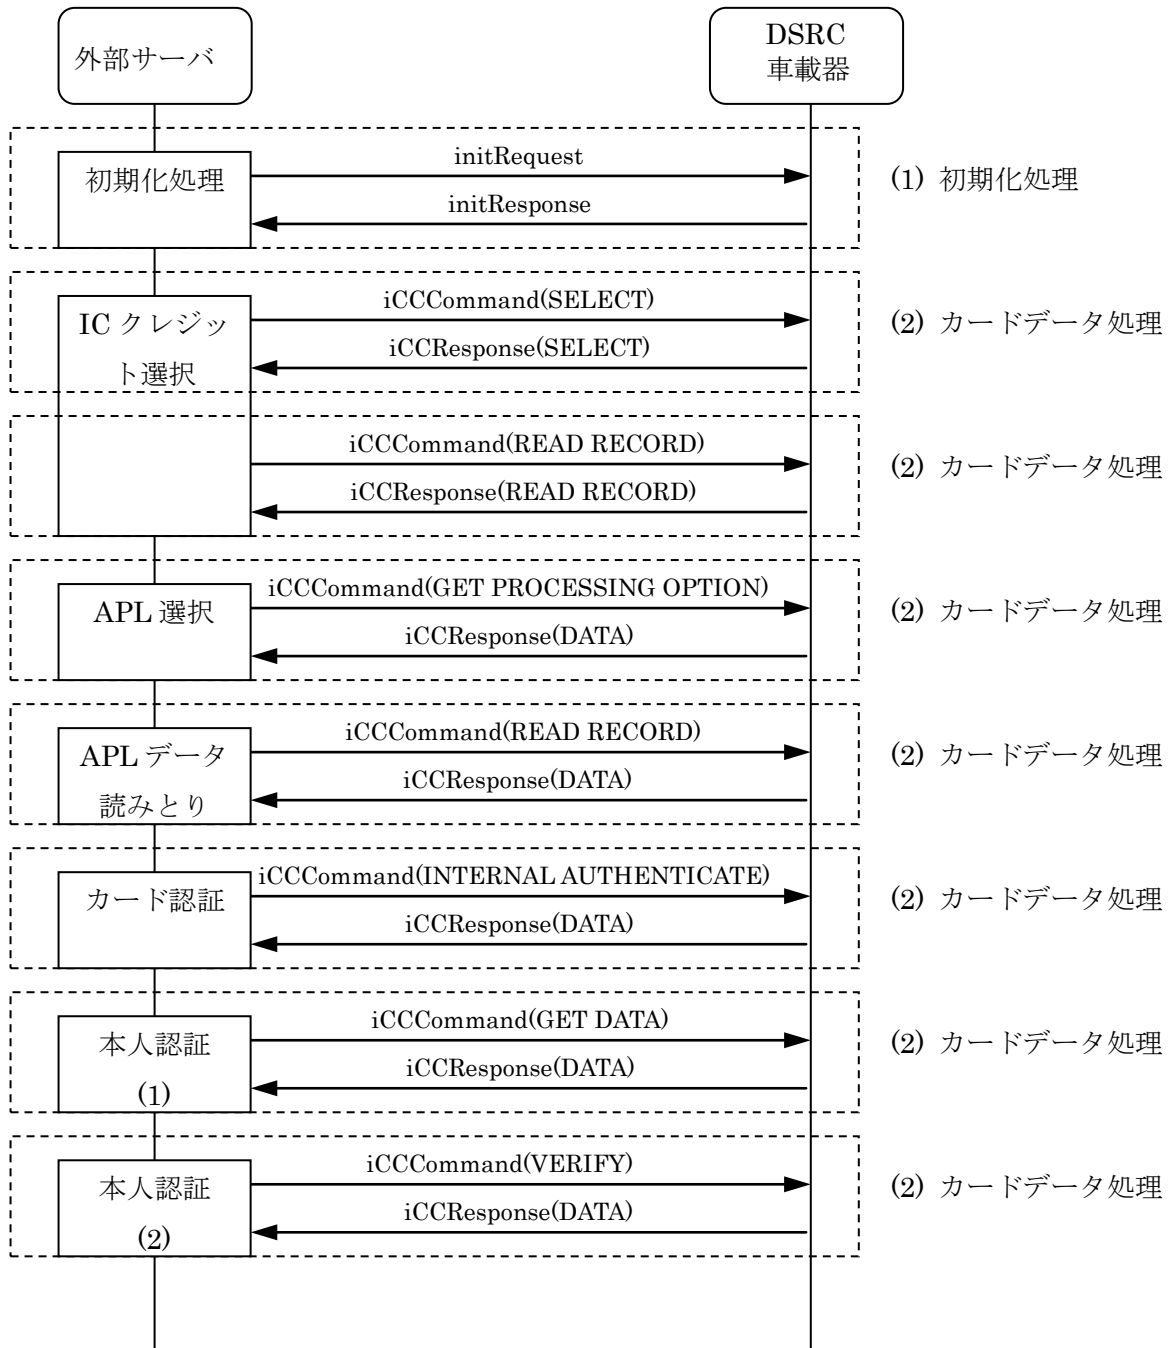 外部サーバ
DSRC
車載器
初期化処理
initRequest
initResponse
(1) 初期化処理
IC クレジッ
ト選択
iCCCommand(SELECT)
iCCResponse(SELECT)
(2) カードデータ処理
iCCCommand(READ RECORD)
iCCResponse(READ RECORD)
(2) カードデータ処理
APL 選択
iCCCommand(GET PROCESSING OPTION)
iCCResponse(DATA)
(2) カードデータ処理
APL データ
読みとり
iCCCommand(READ RECORD)
iCCResponse(DATA)
(2) カードデータ処理
カード認証
iCCCommand(INTERNAL AUTHENTICATE)
iCCResponse(DATA)
(2) カードデータ処理
本人認証
(1)
iCCCommand(GET DATA)
iCCResponse(DATA)
(2) カードデータ処理
本人認証
(2)
iCCCommand(VERIFY)
iCCResponse(DATA)
(2) カードデータ処理